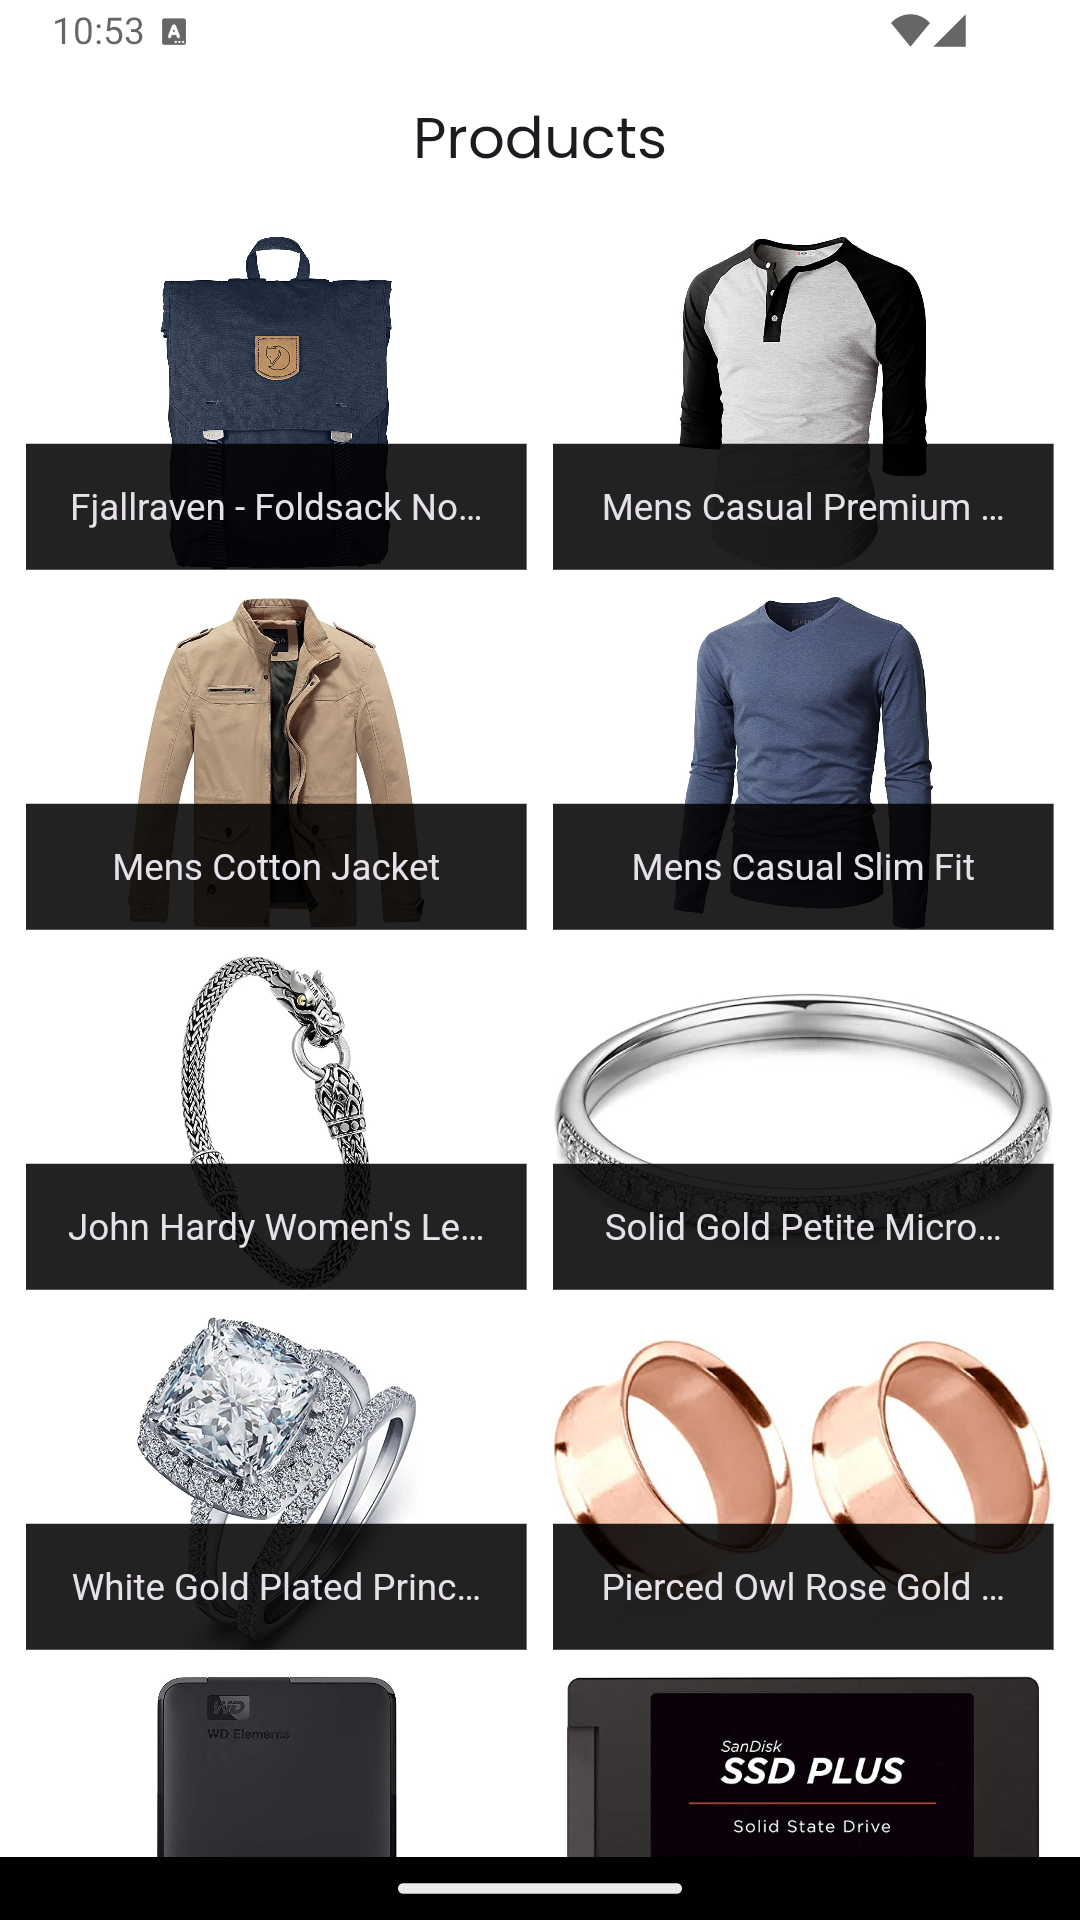 10:53
Products
Fjallraven - Foldsack No...
Mens Casual Premium ...
Mens Cotton Jacket
Mens Casual Slim Fit
John Hardy Women's Le...
Solid Gold Petite Micro...
White Gold Plated Princ...
Pierced Owl Rose Gold ...
WD
WD Elements
SanDisk
SSD PLUS
Solid State Drive